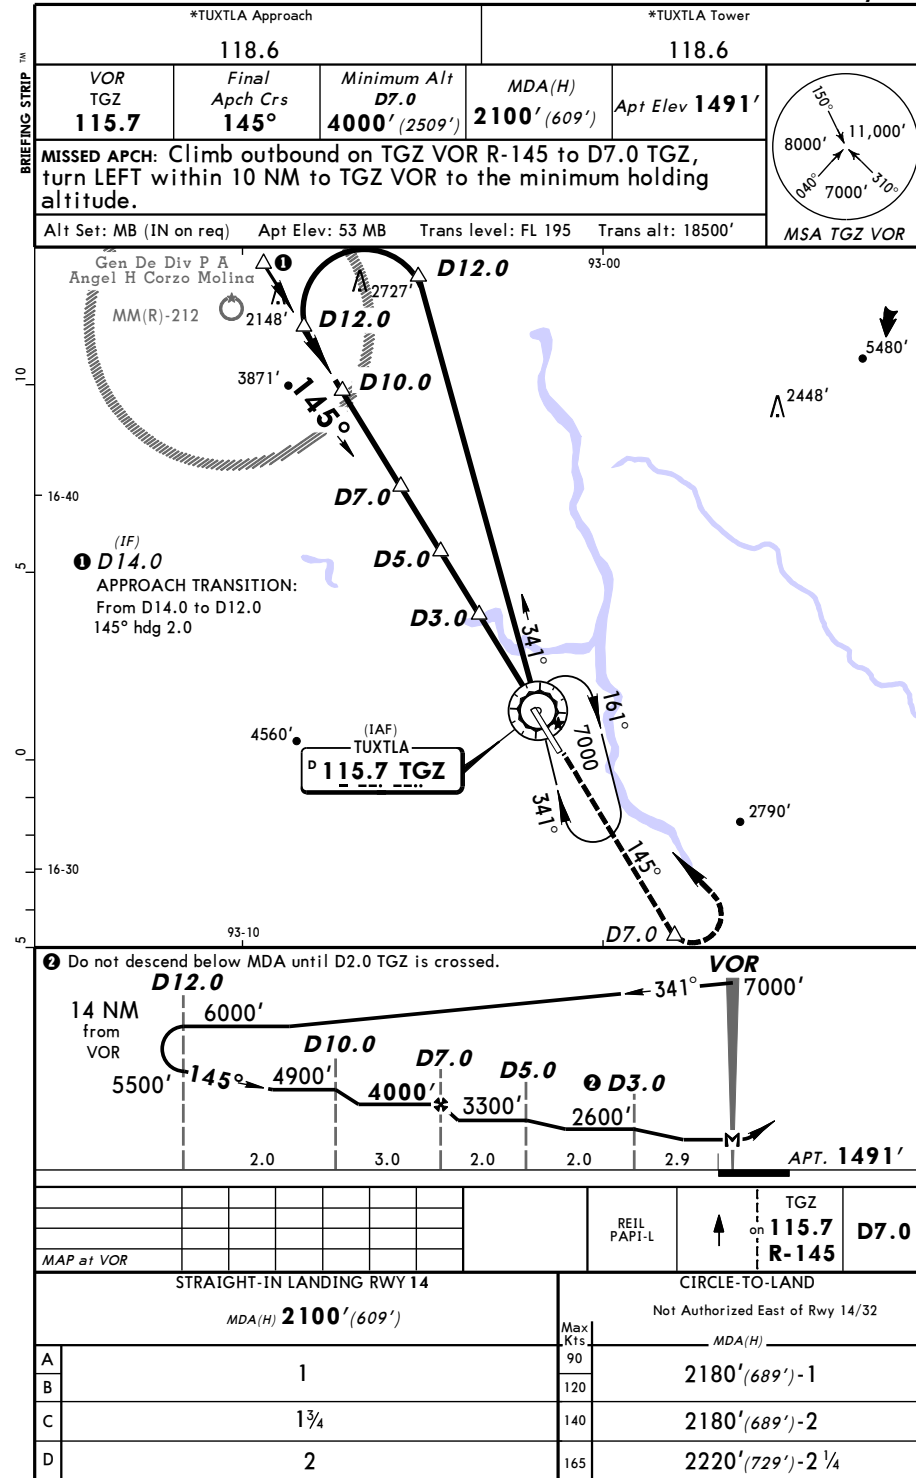 *TUXTLA Approach
118.6
*TUXTLA Tower
118.6
BRIEFING STRIP TM
VOR
TGZ
115.7
Final
Apch Crs
145°
Minimum Alt
D7.0
4000' (2509')
MDA(H)
2100' (609')
Apt Elev 1491'
MISSED APCH: Climb outbound on TGZ VOR R-145 to D7.0 TGZ,
turn LEFT within 10 NM to TGZ VOR to the minimum holding
altitude.
Alt Set: MB (IN on req) Apt Elev: 53 MB Trans level: FL 195 Trans alt: 18500'
150°
8000'
11,000'
040°
7000'
310°
MSA TGZ VOR
Gen De Div P A
Angel H Corzo Molina
MM(R)-212
1
2148'
2727'
D12.0
D12.0
93-00
5480'
2448'
10
3871'
D10.0
145°
D7.0
16-40
(IF)
1 D14.0
APPROACH TRANSITION:
From D14.0 to D12.0
145° hdg 2.0
5
D5.0
D3.0
341°
161°
7000
341°
4560'
(IAF)
TUXTLA
D 115.7 TGZ
0
2790'
145°
16-30
93-10
D7.0
5
2 Do not descend below MDA until D2.0 TGZ is crossed.
D12.0
VOR
14 NM
from
VOR
6000'
341°
7000'
5500'
145°
D10.0
4900'
D7.0
4000'
D5.0
3300'
2 D3.0
2600'
M
2.0
3.0
2.0
2.0
2.9
APT. 1491'
MAP at VOR
REIL
PAPI-L
on
TGZ
115.7
R-145
D7.0
STRAIGHT-IN LANDING RWY 14
MDA(H) 2100' (609')
CIRCLE-TO-LAND
Not Authorized East of Rwy 14/32
Max
Kts
MDA(H)
A
B
1
90
120
2180' (689') - 1
C
1 3/4
140
2180' (689') - 2
D
2
165
2220' (729') - 2 1/4